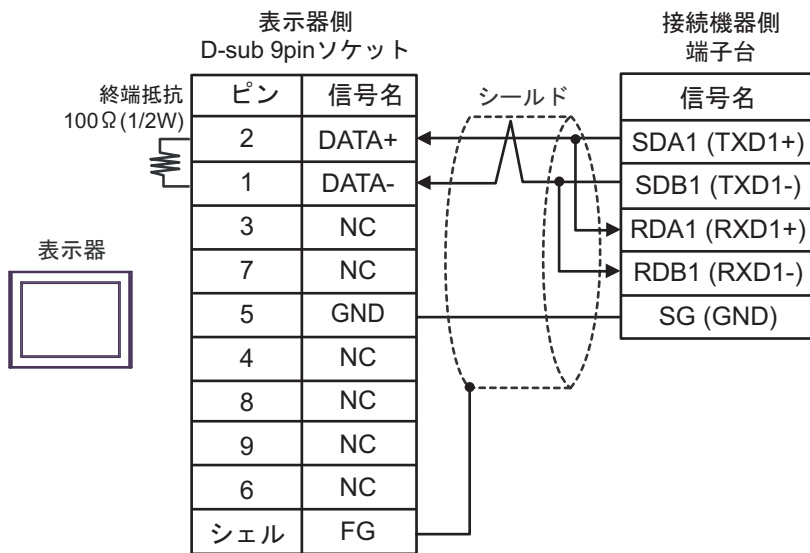 表示器側
D-sub 9pinソケット
接続機器側
端子台
終端抵抗
100Ω(1/2W)
シールド
表示器
ピン 信号名
2 DATA+
1 DATA-
3 NC
7 NC
5 GND
4 NC
8 NC
9 NC
6 NC
シェル FG
信号名
SDA1 (TXD1+)
SDB1 (TXD1-)
RDA1 (RXD1+)
RDB1 (RXD1-)
SG (GND)